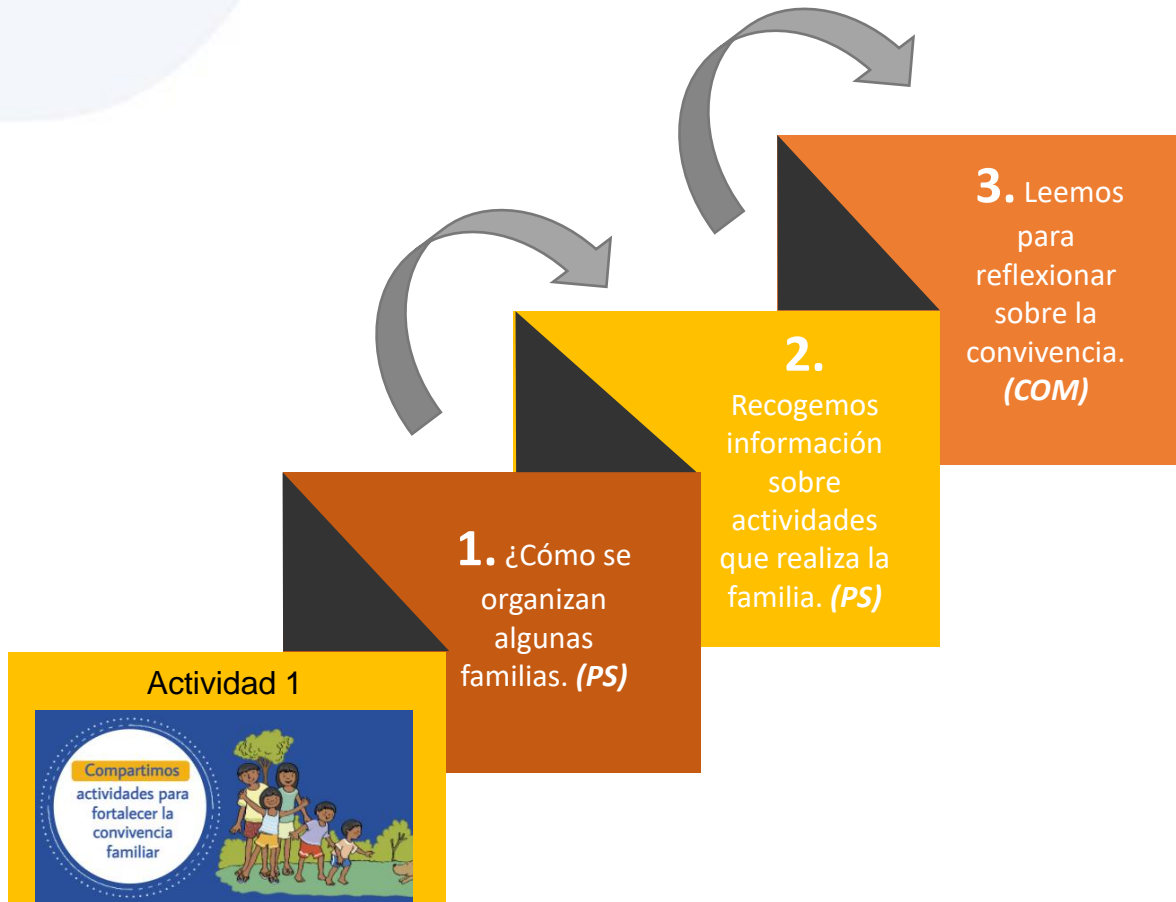 Actividad 1
Compartimos
actividades para
fortalecer la
convivencia
familiar
1. ¿Cómo se
organizan
algunas
familias. (PS)
2.
Recogemos
información
sobre
actividades
que realiza la
familia. (PS)
3. Leemos
para
reflexionar
sobre la
convivencia.
(COM)